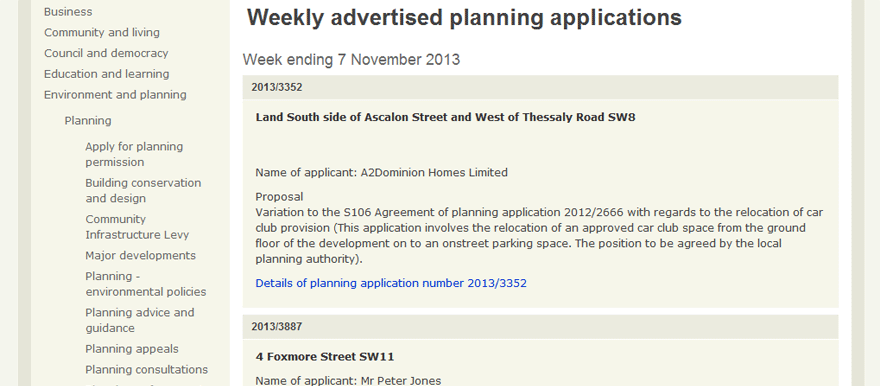 Business
Community and living
Council and democracy
Education and learning
Environment and planning
Planning
Apply for planning
permission
Building conservation
and design
Community
Infrastructure Levy
Major developments
Planning -
environmental policies
Planning advice and
guidance
Planning appeals
Planning consultations
Weekly advertised planning applications
Week ending 7 November 2013
2013/3352
Land South side of Ascalon Street and West of Thessaly Road SW8
Name of applicant: A2Dominion Homes Limited
Proposal
Variation to the S106 Agreement of planning application 2012/2666 with regards to the relocation of car
club provision (This application involves the relocation of an approved car club space from the ground
floor of the development on to an onstreet parking space. The position to be agreed by the local
planning authority).
Details of planning application number 2013/3352
2013/3887
4 Foxmore Street SW11
Name of applicant: Mr Peter Jones